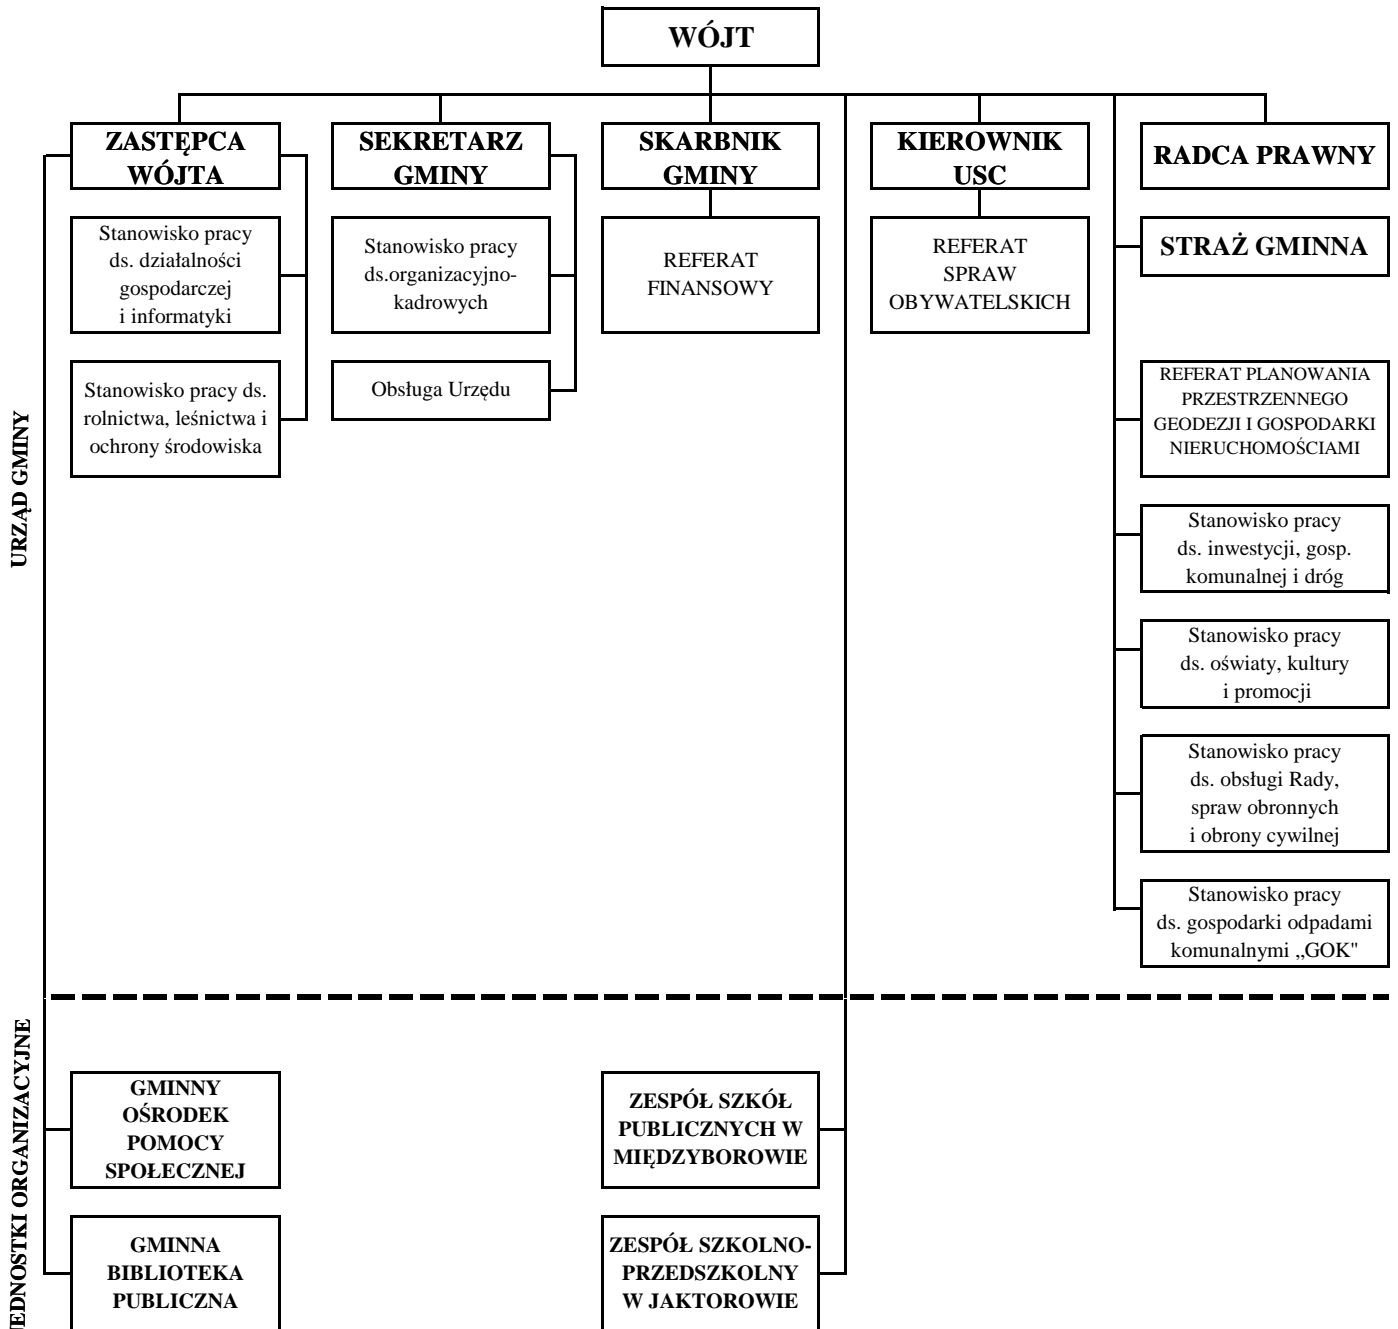 WÓJT
ZASTĘPCA
WÓJTA
SEKRETARZ
GMINY
SKARBNIK
GMINY
KIEROWNIK
USC
RADCA PRAWNY
Stanowisko pracy
ds. działalności
gospodarczej
i informatyki
Stanowisko pracy
ds.organizacyjno-
kadrowych
REFERAT
FINANSOWY
REFERAT
SPRAW
OBYWATELSKICH
STRAŻ GMINNA
Stanowisko pracy ds.
rolnictwa, leśnictwa i
ochrony środowiska
Obsługa Urzędu
REFERAT PLANOWANIA
PRZESTRZENNEGO
GEODEZJI I GOSPODARKI
NIERUCHOMOŚCIAMI
URZĄD GMINY
Stanowisko pracy
ds. inwestycji, gosp.
komunalnej i dróg
Stanowisko pracy
ds. oświaty, kultury
i promocji
Stanowisko pracy
ds. obsługi Rady,
spraw obronnych
i obrony cywilnej
Stanowisko pracy
ds. gospodarki odpadami
komunalnymi „GOK"
EDNOSTKI ORGANIZACYJNE
GMINNY
OŚRODEK
POMOCY
SPOŁECZNEJ
ZESPÓŁ SZKÓŁ
PUBLICZNYCH W
MIĘDZYBOROWIE
GMINNA
BIBLIOTEKA
PUBLICZNA
ZESPÓŁ SZKOLNO-
PRZEDSZKOLNY
W JAKTOROWIE